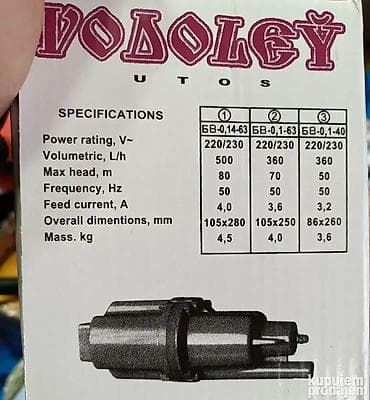 VODOLEY̆
UTOS
SPECIFICATIONS ① ② ③
БВ-0,14-63 БВ-0,1-63 БВ-0,1-40
Power rating, V~ 220/230 220/230 220/230
Volumetric, L/h 500 360 360
Max head, m 80 70 50
Frequency, Hz 50 50 50
Feed current, A 4,0 3,6 3,2
Overall dimentions, mm 105x280 105x250 86x260
Mass. kg 4,5 4,0 3,6
kupujem
prodajem